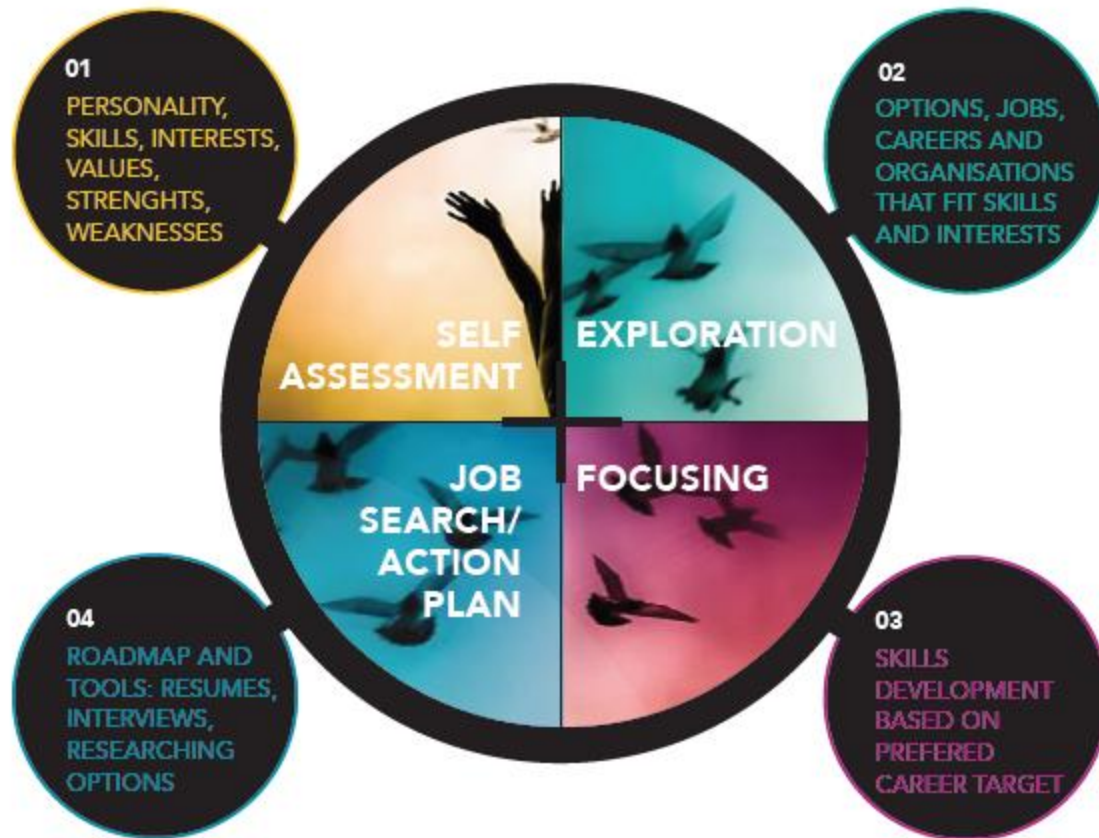 01
PERSONALITY,
SKILLS, INTERESTS,
VALUES,
STRENGHTS,
WEAKNESSES
02
OPTIONS, JOBS,
CAREERS AND
ORGANISATIONS
THAT FIT SKILLS
AND INTERESTS
SELF
ASSESSMENT
EXPLORATION
JOB
SEARCH/
ACTION
PLAN
FOCUSING
04
ROADMAP AND
TOOLS: RESUMES,
INTERVIEWS,
RESEARCHING
OPTIONS
03
SKILLS
DEVELOPMENT
BASED ON
PREFERED
CAREER TARGET